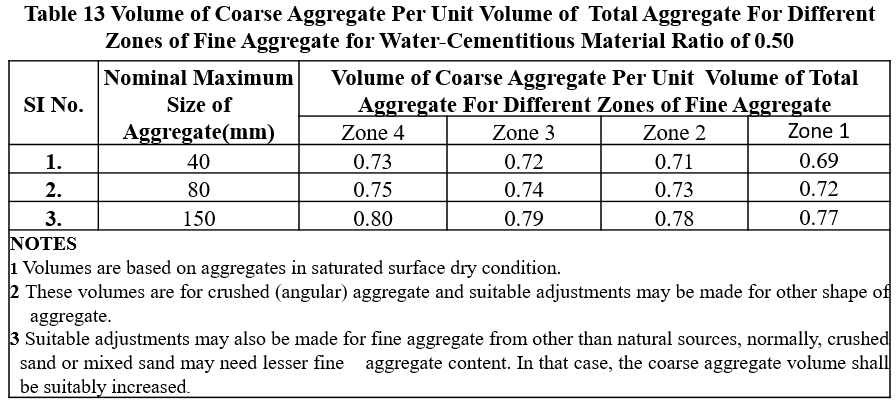 Table 13 Volume of Coarse Aggregate Per Unit Volume of Total Aggregate For Different
Zones of Fine Aggregate for Water-Cementitious Material Ratio of 0.50
SI No.
Nominal Maximum
Size of
Aggregate(mm)
Volume of Coarse Aggregate Per Unit Volume of Total
Aggregate For Different Zones of Fine Aggregate
Zone 4 Zone 3 Zone 2 Zone 1
1. 40 0.73 0.72 0.71 0.69
2. 80 0.75 0.74 0.73 0.72
3. 150 0.80 0.79 0.78 0.77
NOTES
1 Volumes are based on aggregates in saturated surface dry condition.
2 These volumes are for crushed (angular) aggregate and suitable adjustments may be made for other shape of
aggregate.
3 Suitable adjustments may also be made for fine aggregate from other than natural sources, normally, crushed
sand or mixed sand may need lesser fine aggregate content. In that case, the coarse aggregate volume shall
be suitably increased.